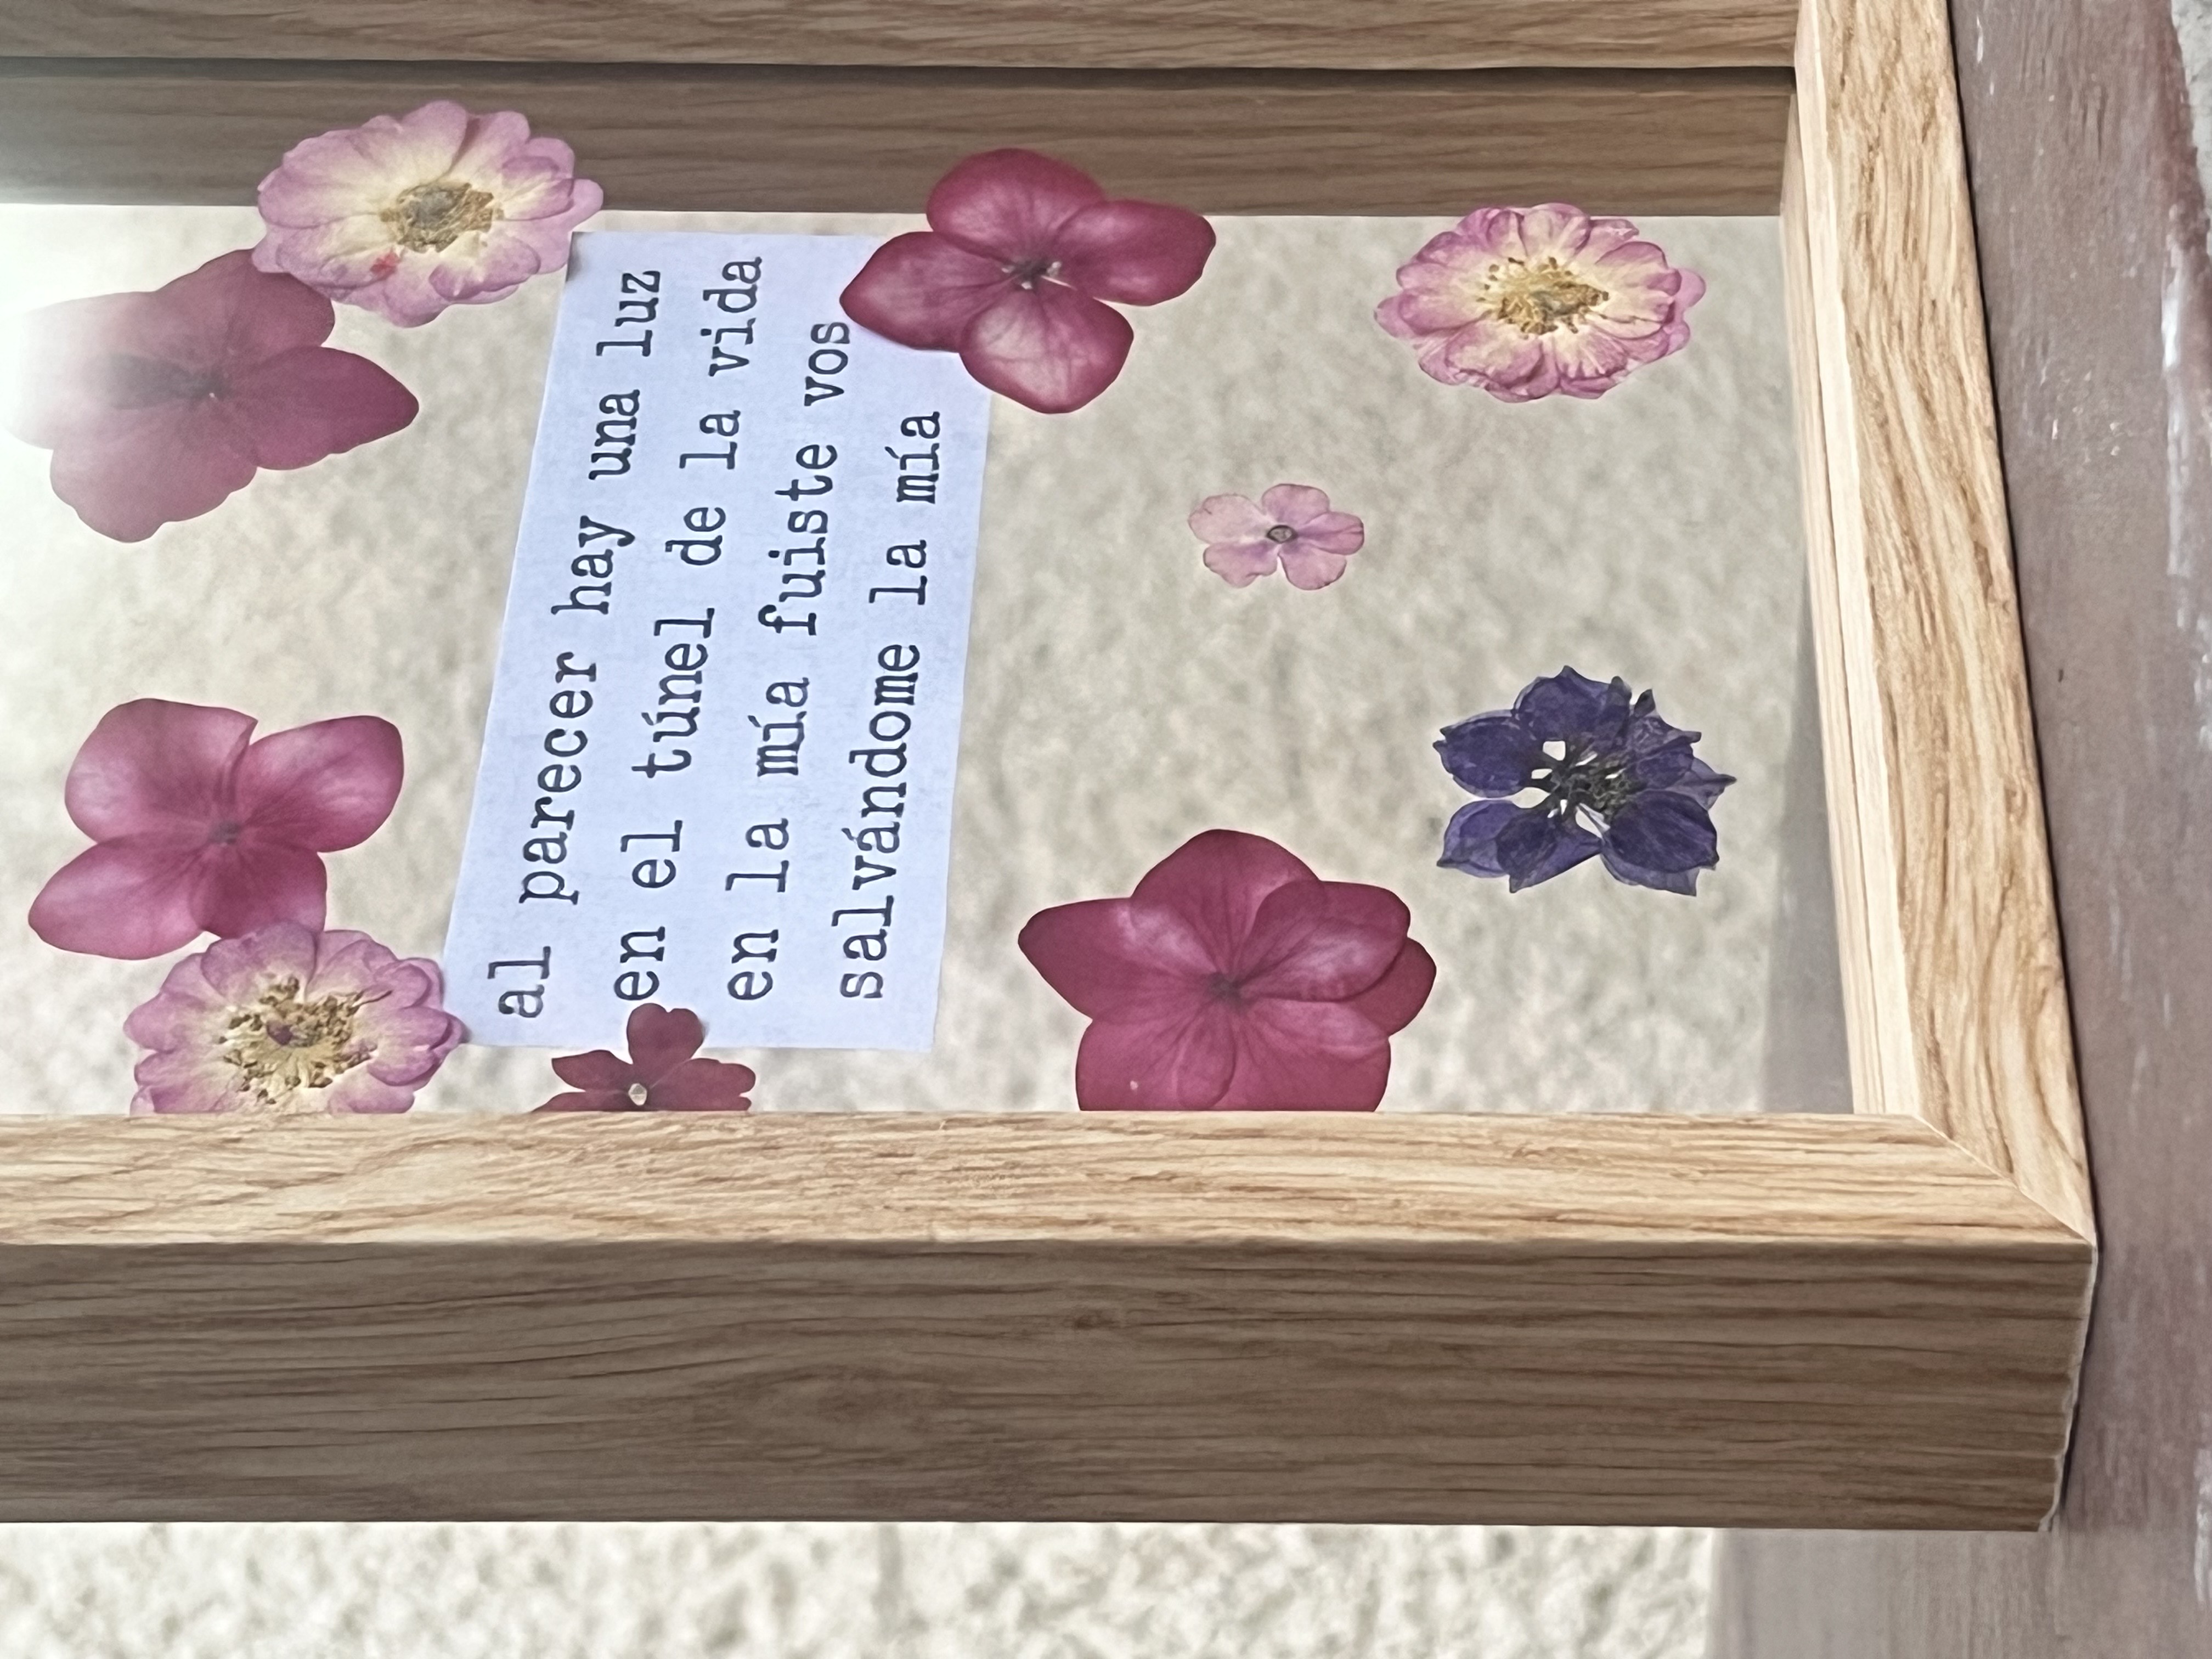 al parecer hay una luz
en el túnel de la vida
en la mía fuiste vos
salvándome la mía